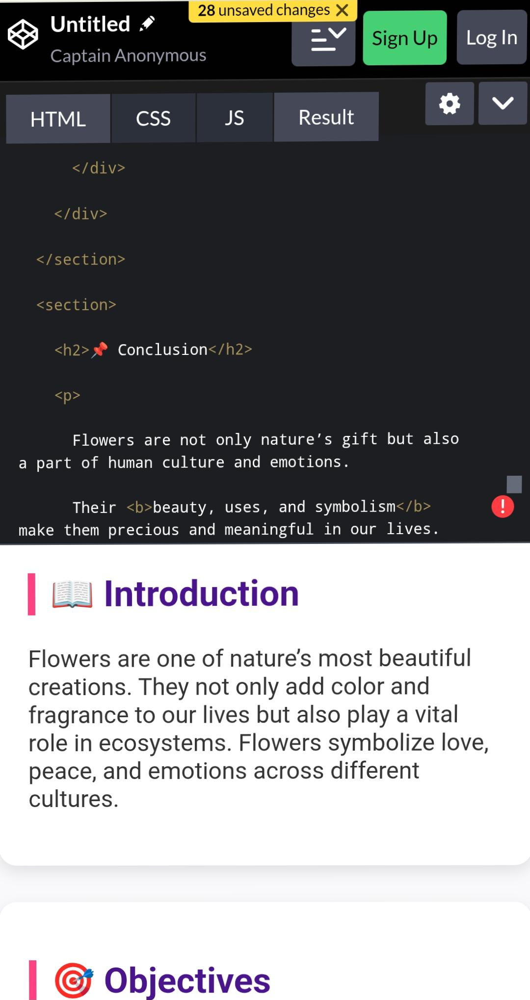 28 unsaved changes
Untitled
Captain Anonymous
Sign Up
Log In
HTML CSS JS Result
</div>
</div>
</section>
<section>
<h2>📌 Conclusion</h2>
<p>
Flowers are not only nature’s gift but also
a part of human culture and emotions.
Their <b>beauty, uses, and symbolism</b>
make them precious and meaningful in our lives.
📖 Introduction
Flowers are one of nature’s most beautiful
creations. They not only add color and
fragrance to our lives but also play a vital
role in ecosystems. Flowers symbolize love,
peace, and emotions across different
cultures.
🎯 Objectives